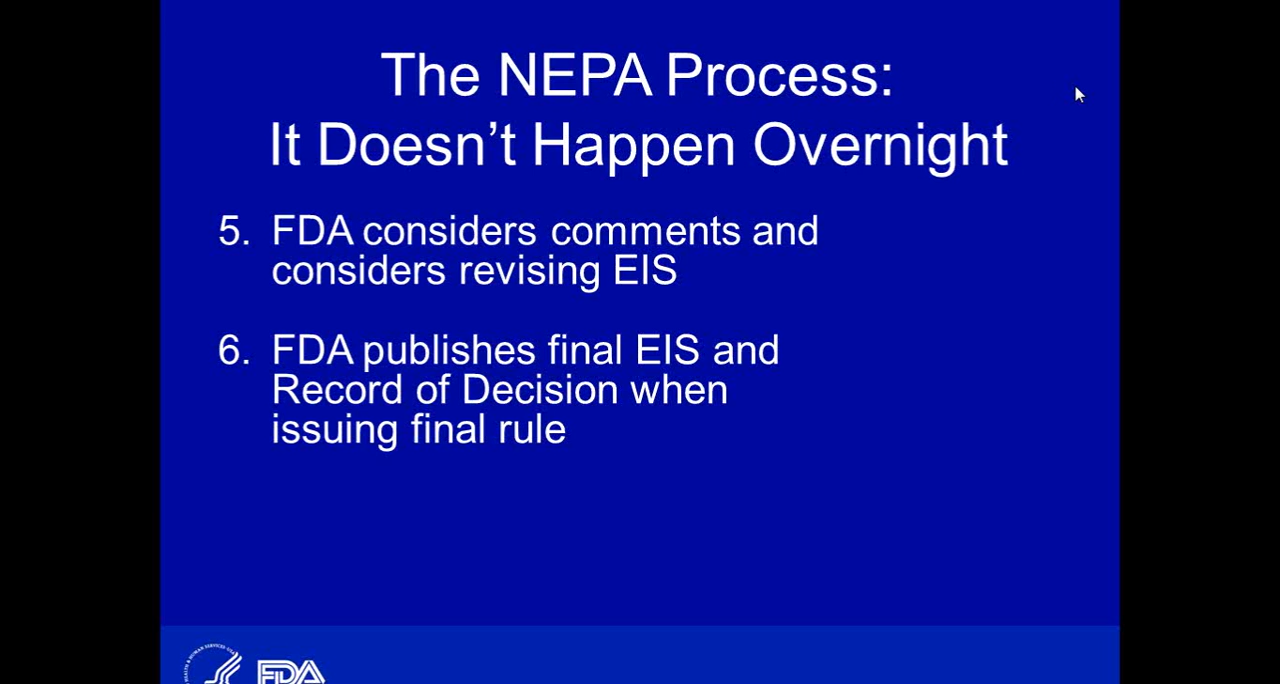 The NEPA Process:
It Doesn’t Happen Overnight
5. FDA considers comments and
considers revising EIS
6. FDA publishes final EIS and
Record of Decision when
issuing final rule
FDA